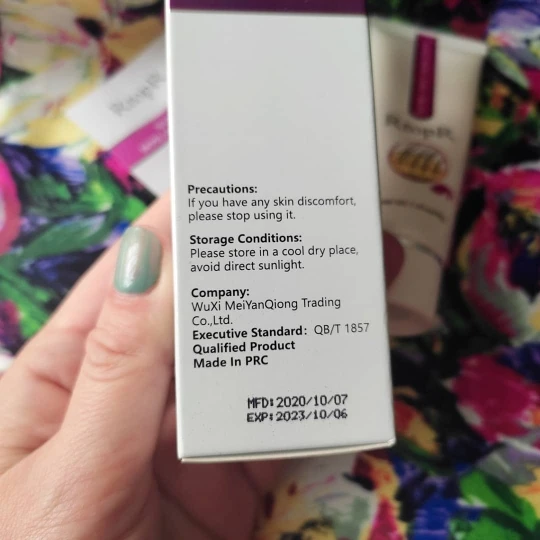 Precautions:
If you have any skin discomfort,
please stop using it.
Storage Conditions:
Please store in a cool dry place,
avoid direct sunlight.
Company:
WuXi MeiYanQiong Trading
Co.,Ltd.
Executive Standard: QB/T 1857
Qualified Product
Made In PRC
MFD:2020/10/07
EXP:2023/10/06